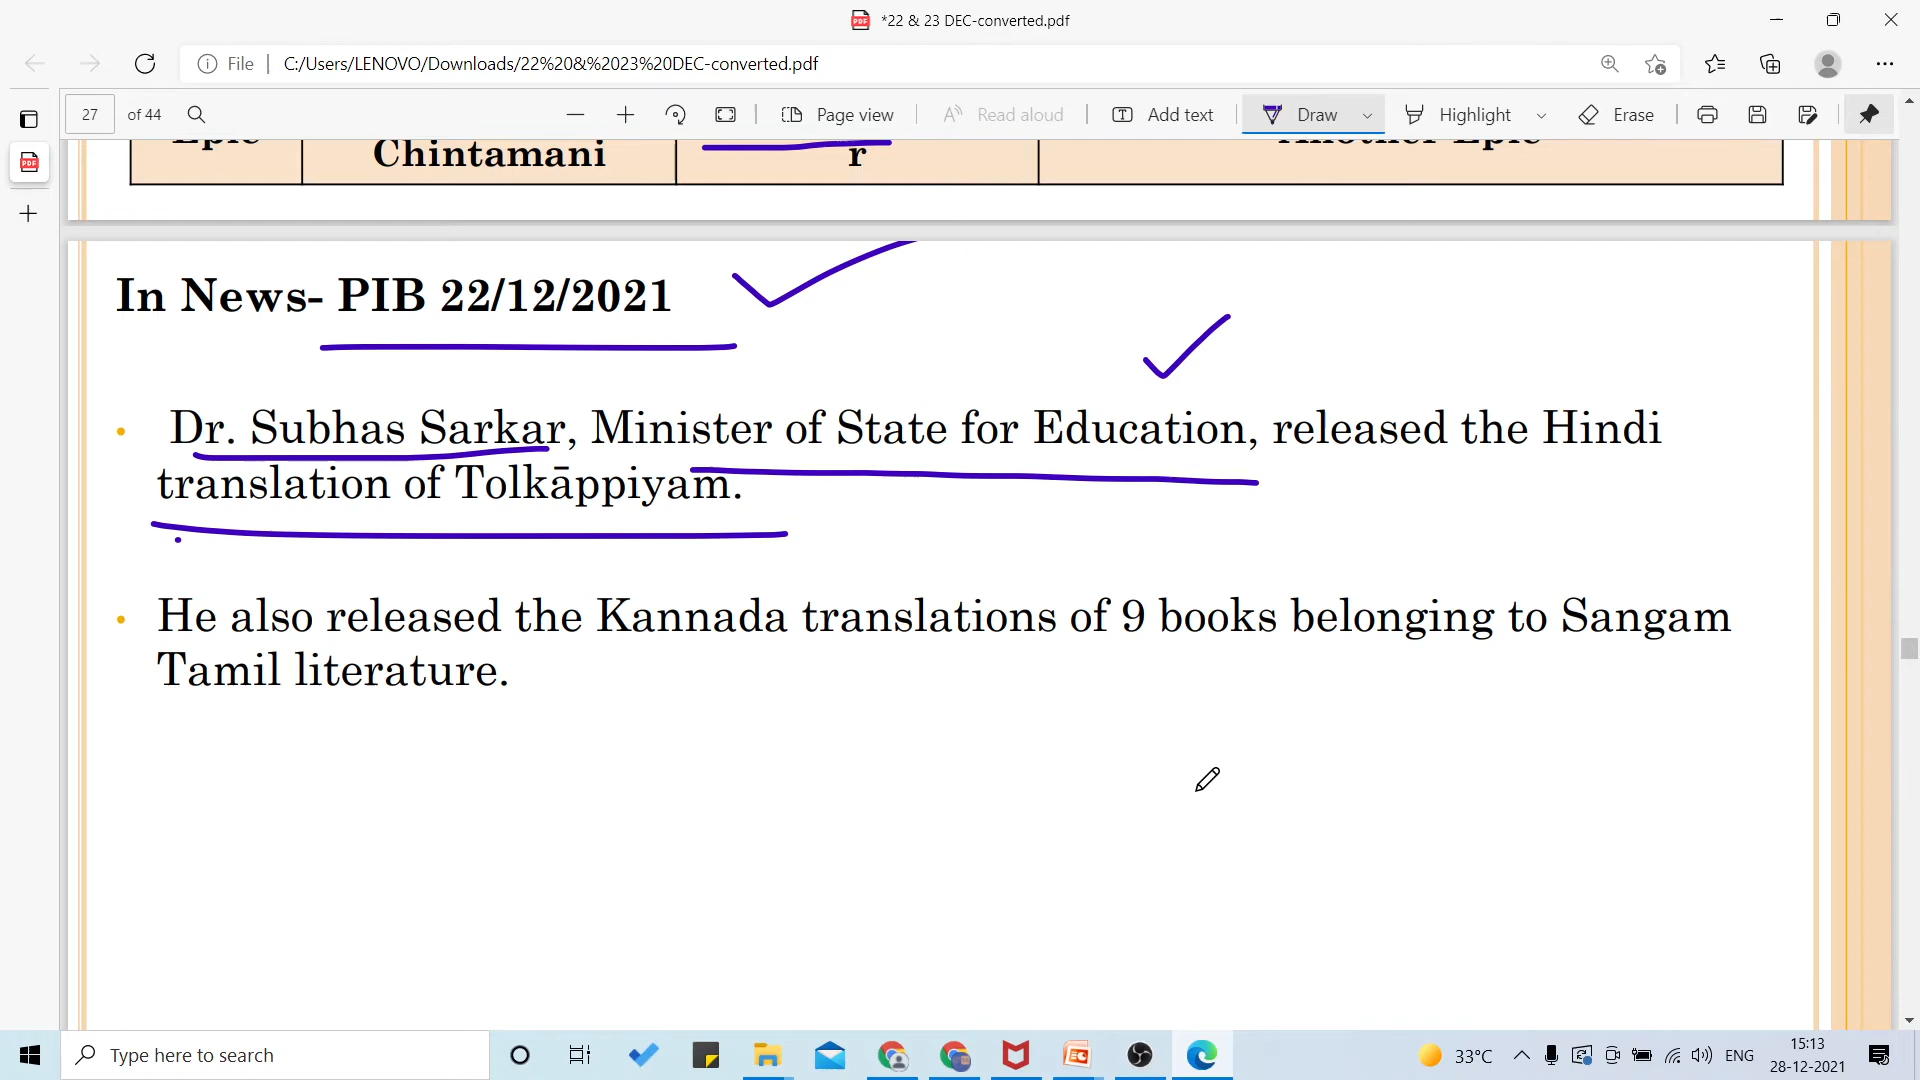 *22 & 23 DEC-converted.pdf
File
C:/Users/LENOVO/Downloads/22%20&%2023%20DEC-converted.pdf
27 of 44
Page view
Read aloud
Add text
Draw
Highlight
Erase
Epic
Chintamani
r
Another Epic
In News- PIB 22/12/2021
• Dr. Subhas Sarkar, Minister of State for Education, released the Hindi
translation of Tolkāppiyam.
• He also released the Kannada translations of 9 books belonging to Sangam
Tamil literature.
Type here to search
33°C
ENG
15:13
28-12-2021